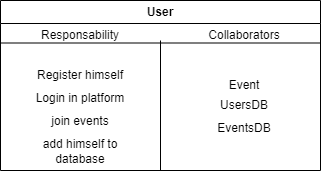 User
Responsability
Collaborators
Register himself
Login in platform
join events
add himself to
database
Event
UsersDB
EventsDB